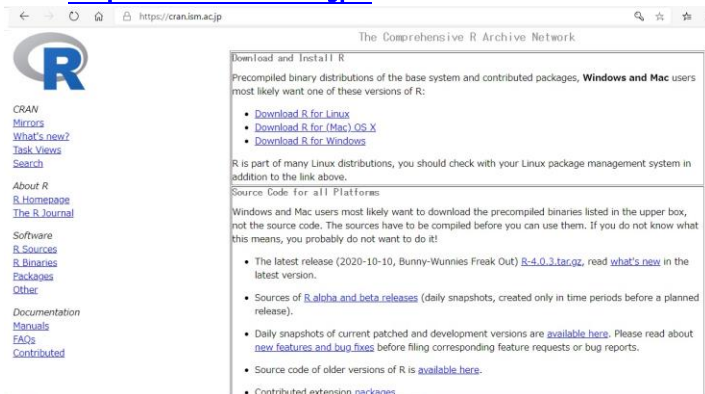 https://cran.ism.ac.jp
The Comprehensive R Archive Network
R
CRAN
Mirrors
What's new?
Task Views
Search
About R
R Homepage
The R Journal
Software
R Sources
R Binaries
Packages
Other
Documentation
Manuals
FAQs
Contributed
Download and Install R
Precompiled binary distributions of the base system and contributed packages, Windows and Mac users
most likely want one of these versions of R:
• Download R for Linux
• Download R for (Mac) OS X
• Download R for Windows
R is part of many Linux distributions, you should check with your Linux package management system in
addition to the link above.
Source Code for all Platforms
Windows and Mac users most likely want to download the precompiled binaries listed in the upper box,
not the source code. The sources have to be compiled before you can use them. If you do not know what
this means, you probably do not want to do it!
• The latest release (2020-10-10, Bunny-Wunnies Freak Out) R-4.0.3.tar.gz, read what's new in the
latest version.
• Sources of R alpha and beta releases (daily snapshots, created only in time periods before a planned
release).
• Daily snapshots of current patched and development versions are available here. Please read about
new features and bug fixes before filing corresponding feature requests or bug reports.
• Source code of older versions of R is available here.
• Contributed extension packages